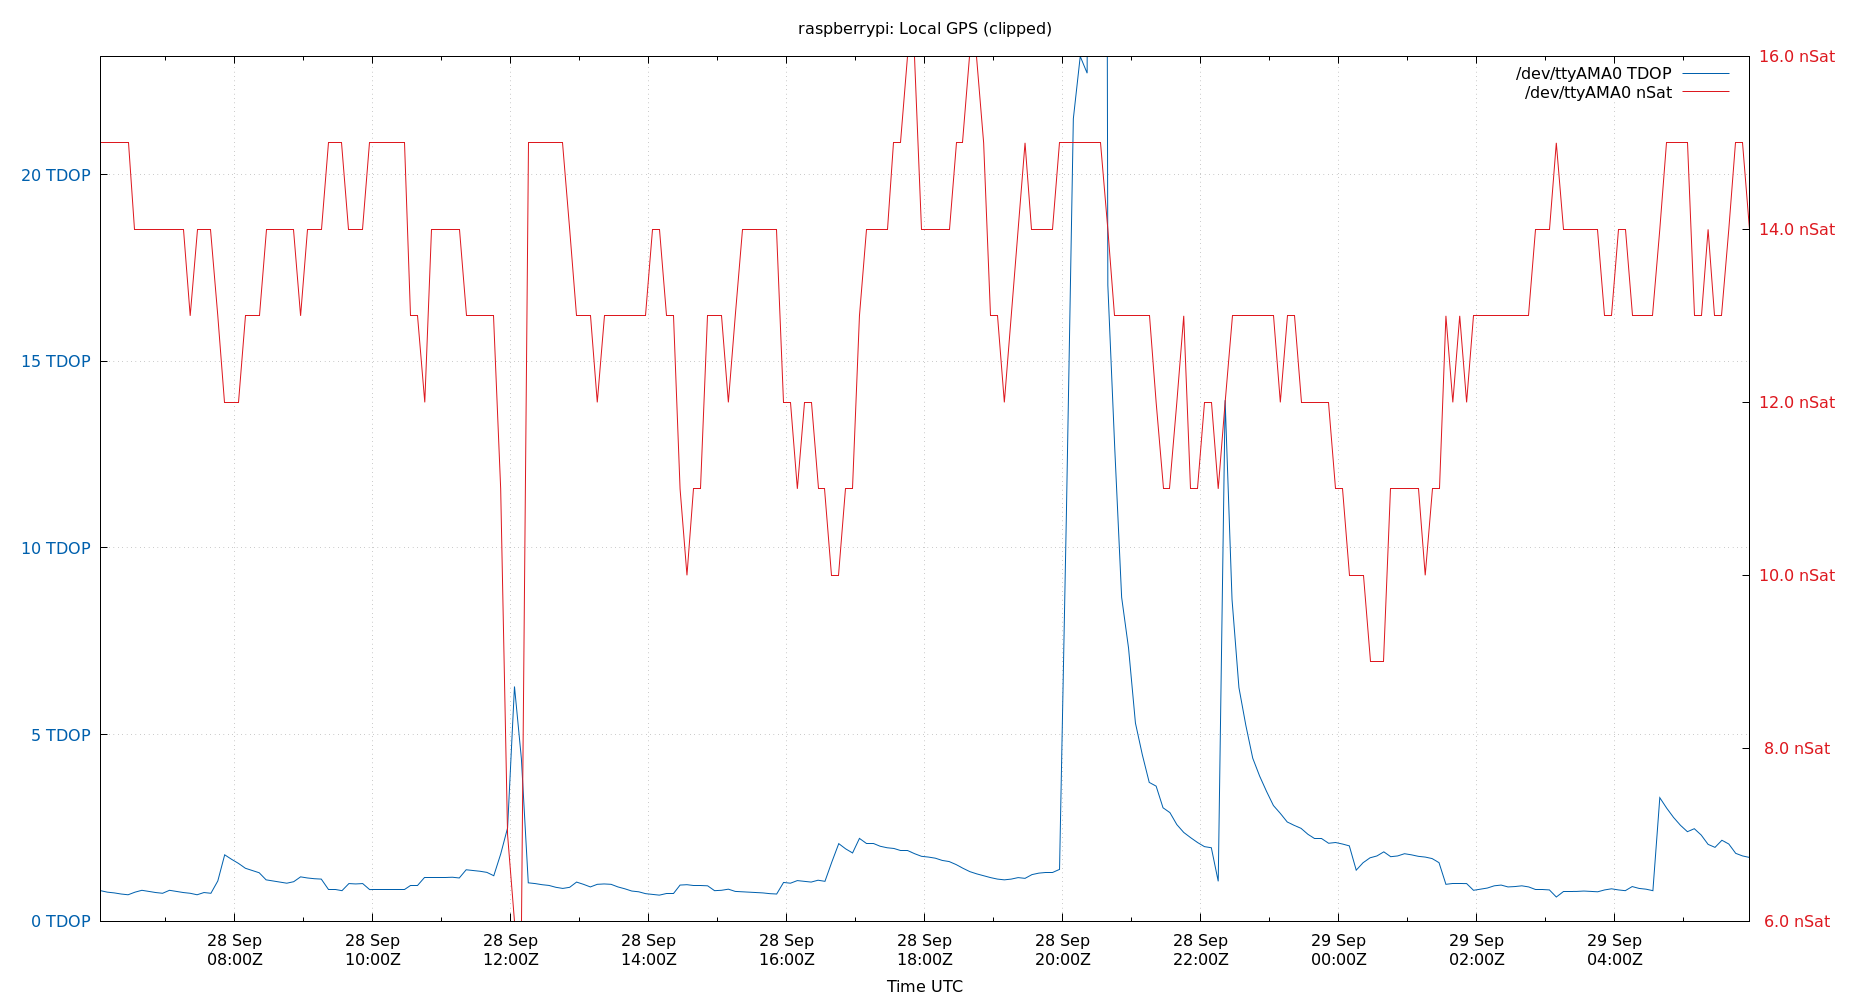 raspberrypi: Local GPS (clipped)
/dev/ttyAMA0 TDOP
/dev/ttyAMA0 nSat
20 TDOP
15 TDOP
10 TDOP
5 TDOP
0 TDOP
16.0 nSat
14.0 nSat
12.0 nSat
10.0 nSat
8.0 nSat
6.0 nSat
28 Sep 08:00Z
28 Sep 10:00Z
28 Sep 12:00Z
28 Sep 14:00Z
28 Sep 16:00Z
28 Sep 18:00Z
28 Sep 20:00Z
28 Sep 22:00Z
29 Sep 00:00Z
29 Sep 02:00Z
29 Sep 04:00Z
Time UTC